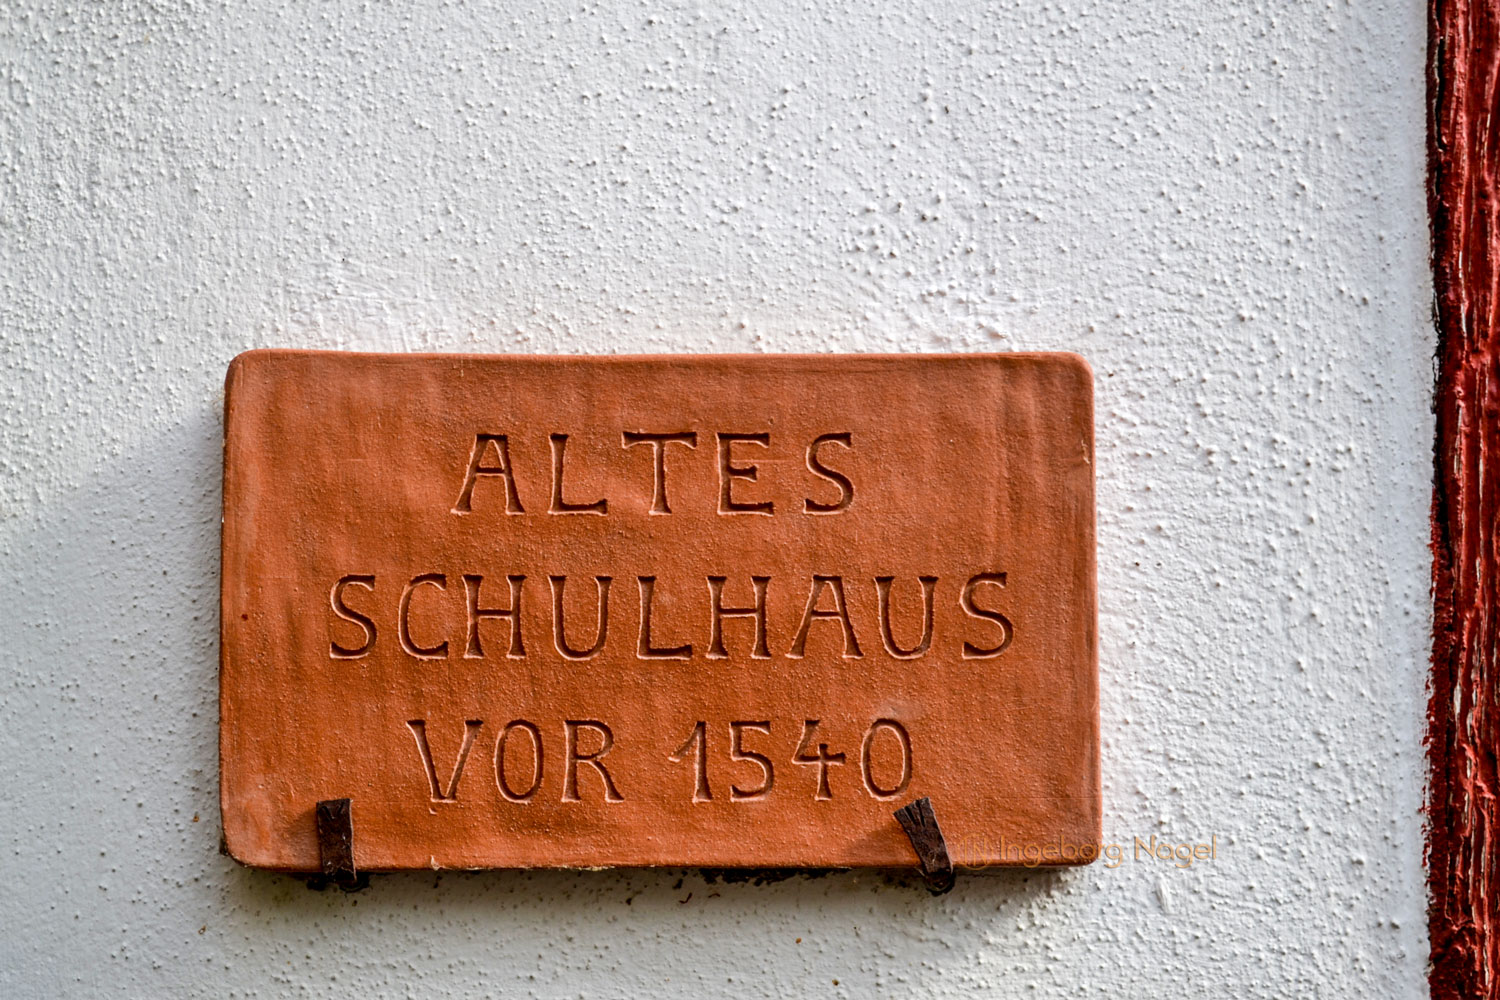 ALTES
SCHULHAUS
VOR 1540
Ingeborg Nagel